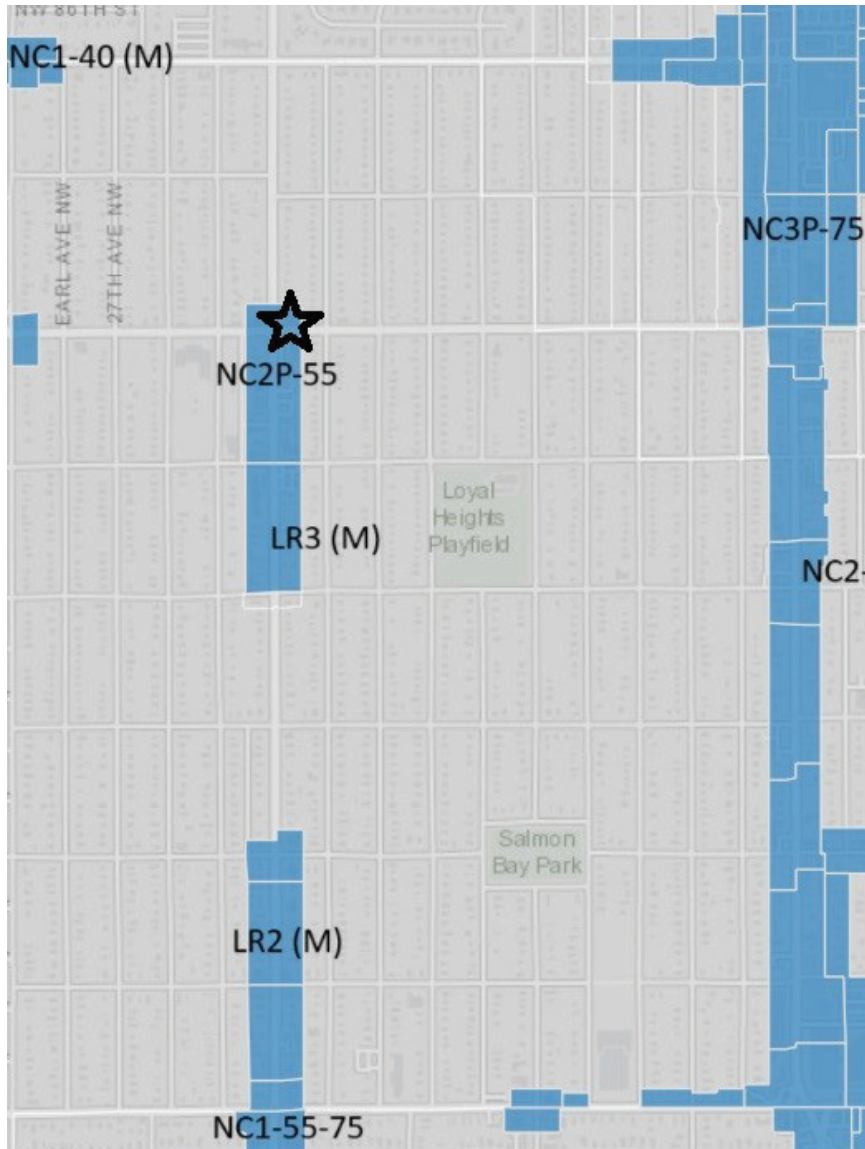 NW 86TH ST
NC1-40 (M)
EARL AVE NW
27TH AVE NW
NC3P-75
NC2P-55
Loyal
Heights
Playfield
LR3 (M)
NC2-
Salmon
Bay Park
LR2 (M)
NC1-55-75